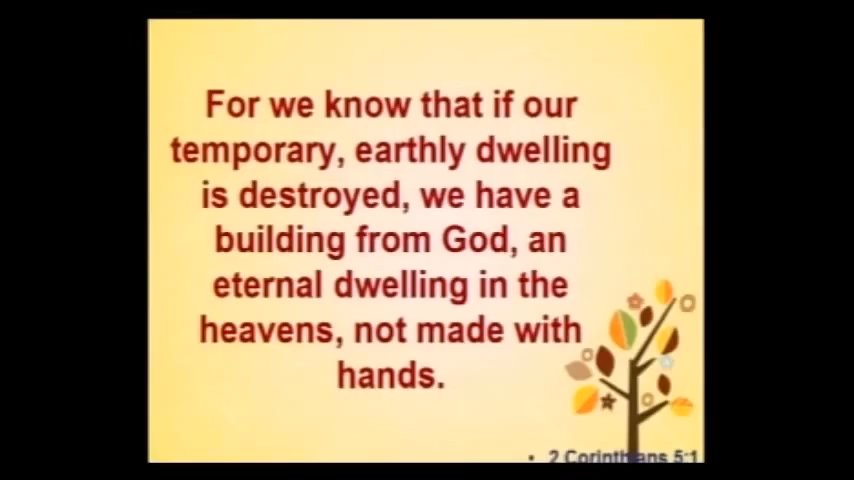 For we know that if our
temporary, earthly dwelling
is destroyed, we have a
building from God, an
eternal dwelling in the
heavens, not made with
hands.
• 2 Corinthians 5:1